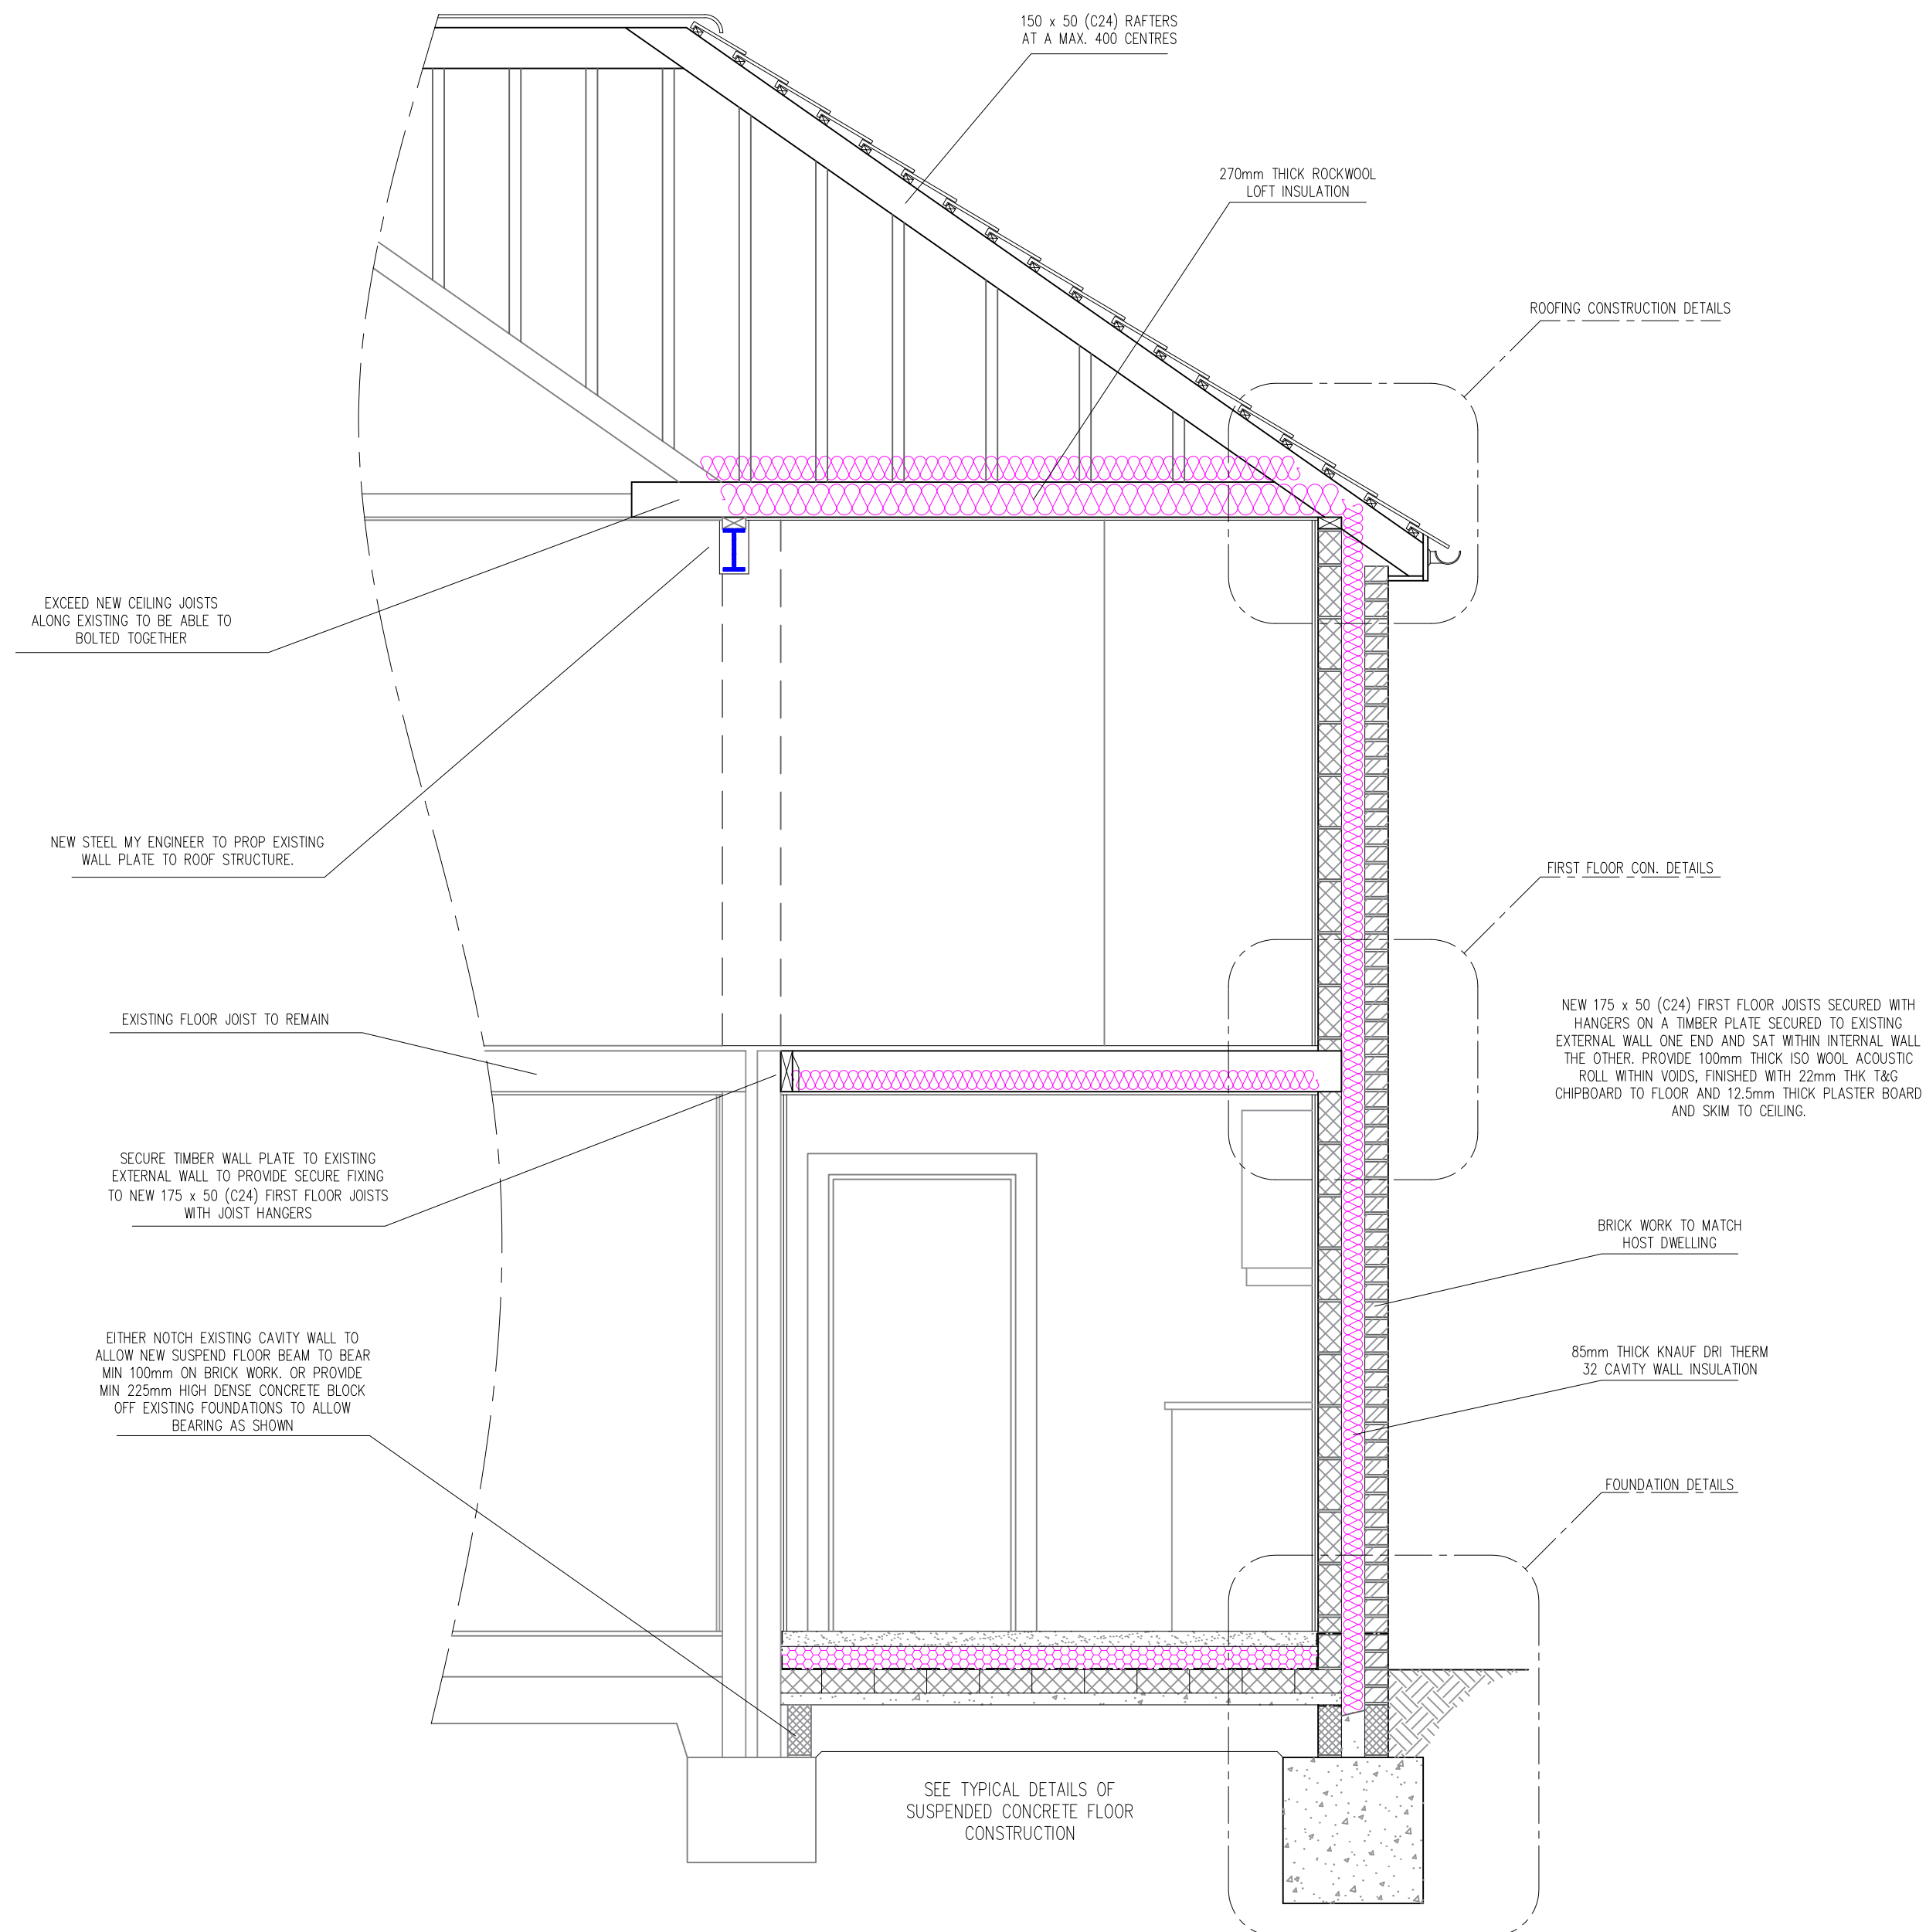 150 x 50 (C24) RAFTERS
AT A MAX. 400 CENTRES
270mm THICK ROCKWOOL
LOFT INSULATION
ROOFING CONSTRUCTION DETAILS
EXCEED NEW CEILING JOISTS
ALONG EXISTING TO BE ABLE TO
BOLTED TOGETHER
NEW STEEL MY ENGINEER TO PROP EXISTING
WALL PLATE TO ROOF STRUCTURE.
FIRST FLOOR CON. DETAILS
EXISTING FLOOR JOIST TO REMAIN
NEW 175 x 50 (C24) FIRST FLOOR JOISTS SECURED WITH
HANGERS ON A TIMBER PLATE SECURED TO EXISTING
EXTERNAL WALL ONE END AND SAT WITHIN INTERNAL WALL
THE OTHER. PROVIDE 100mm THICK ISO WOOL ACOUSTIC
ROLL WITHIN VOIDS, FINISHED WITH 22mm THK T&G
CHIPBOARD TO FLOOR AND 12.5mm THICK PLASTER BOARD
AND SKIM TO CEILING.
SECURE TIMBER WALL PLATE TO EXISTING
EXTERNAL WALL TO PROVIDE SECURE FIXING
TO NEW 175 x 50 (C24) FIRST FLOOR JOISTS
WITH JOIST HANGERS
BRICK WORK TO MATCH
HOST DWELLING
EITHER NOTCH EXISTING CAVITY WALL TO
ALLOW NEW SUSPEND FLOOR BEAM TO BEAR
MIN 100mm ON BRICK WORK. OR PROVIDE
MIN 225mm HIGH DENSE CONCRETE BLOCK
OFF EXISTING FOUNDATIONS TO ALLOW
BEARING AS SHOWN
85mm THICK KNAUF DRI THERM
32 CAVITY WALL INSULATION
FOUNDATION DETAILS
SEE TYPICAL DETAILS OF
SUSPENDED CONCRETE FLOOR
CONSTRUCTION